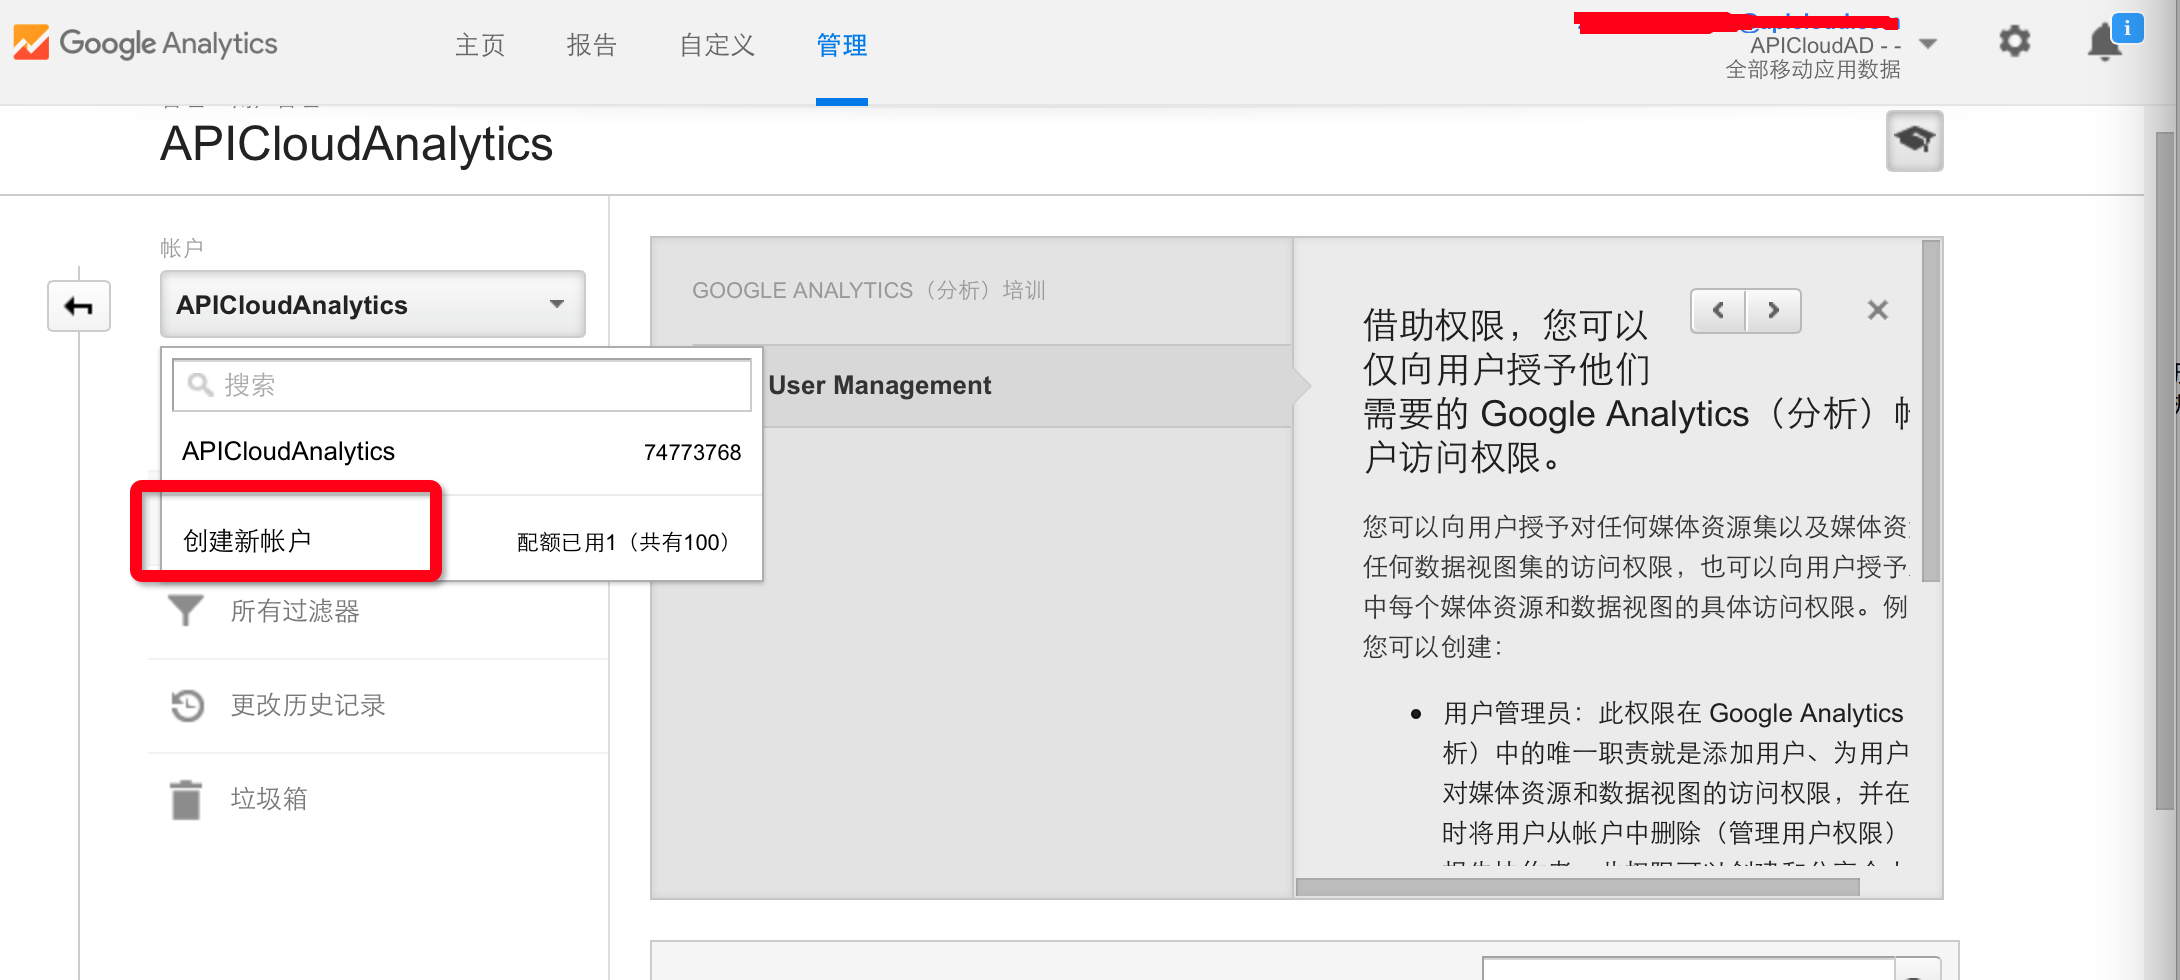 Google Analytics
主页
报告
自定义
管理
APICloudAD - -
全部移动应用数据
APICloudAnalytics
帐户
APICloudAnalytics
搜索
APICloudAnalytics
74773768
创建新帐户
配额已用1（共有100）
所有过滤器
更改历史记录
垃圾箱
GOOGLE ANALYTICS（分析）培训
User Management
借助权限，您可以
仅向用户授予他们
需要的 Google Analytics（分析）帐
户访问权限。
您可以向用户授予对任何媒体资源集以及媒体资
任何数据视图集的访问权限，也可以向用户授予
中每个媒体资源和数据视图的具体访问权限。例
您可以创建：
• 用户管理员：此权限在 Google Analytics
析）中的唯一职责就是添加用户、为用户
对媒体资源和数据视图的访问权限，并在
时将用户从帐户中删除（管理用户权限）